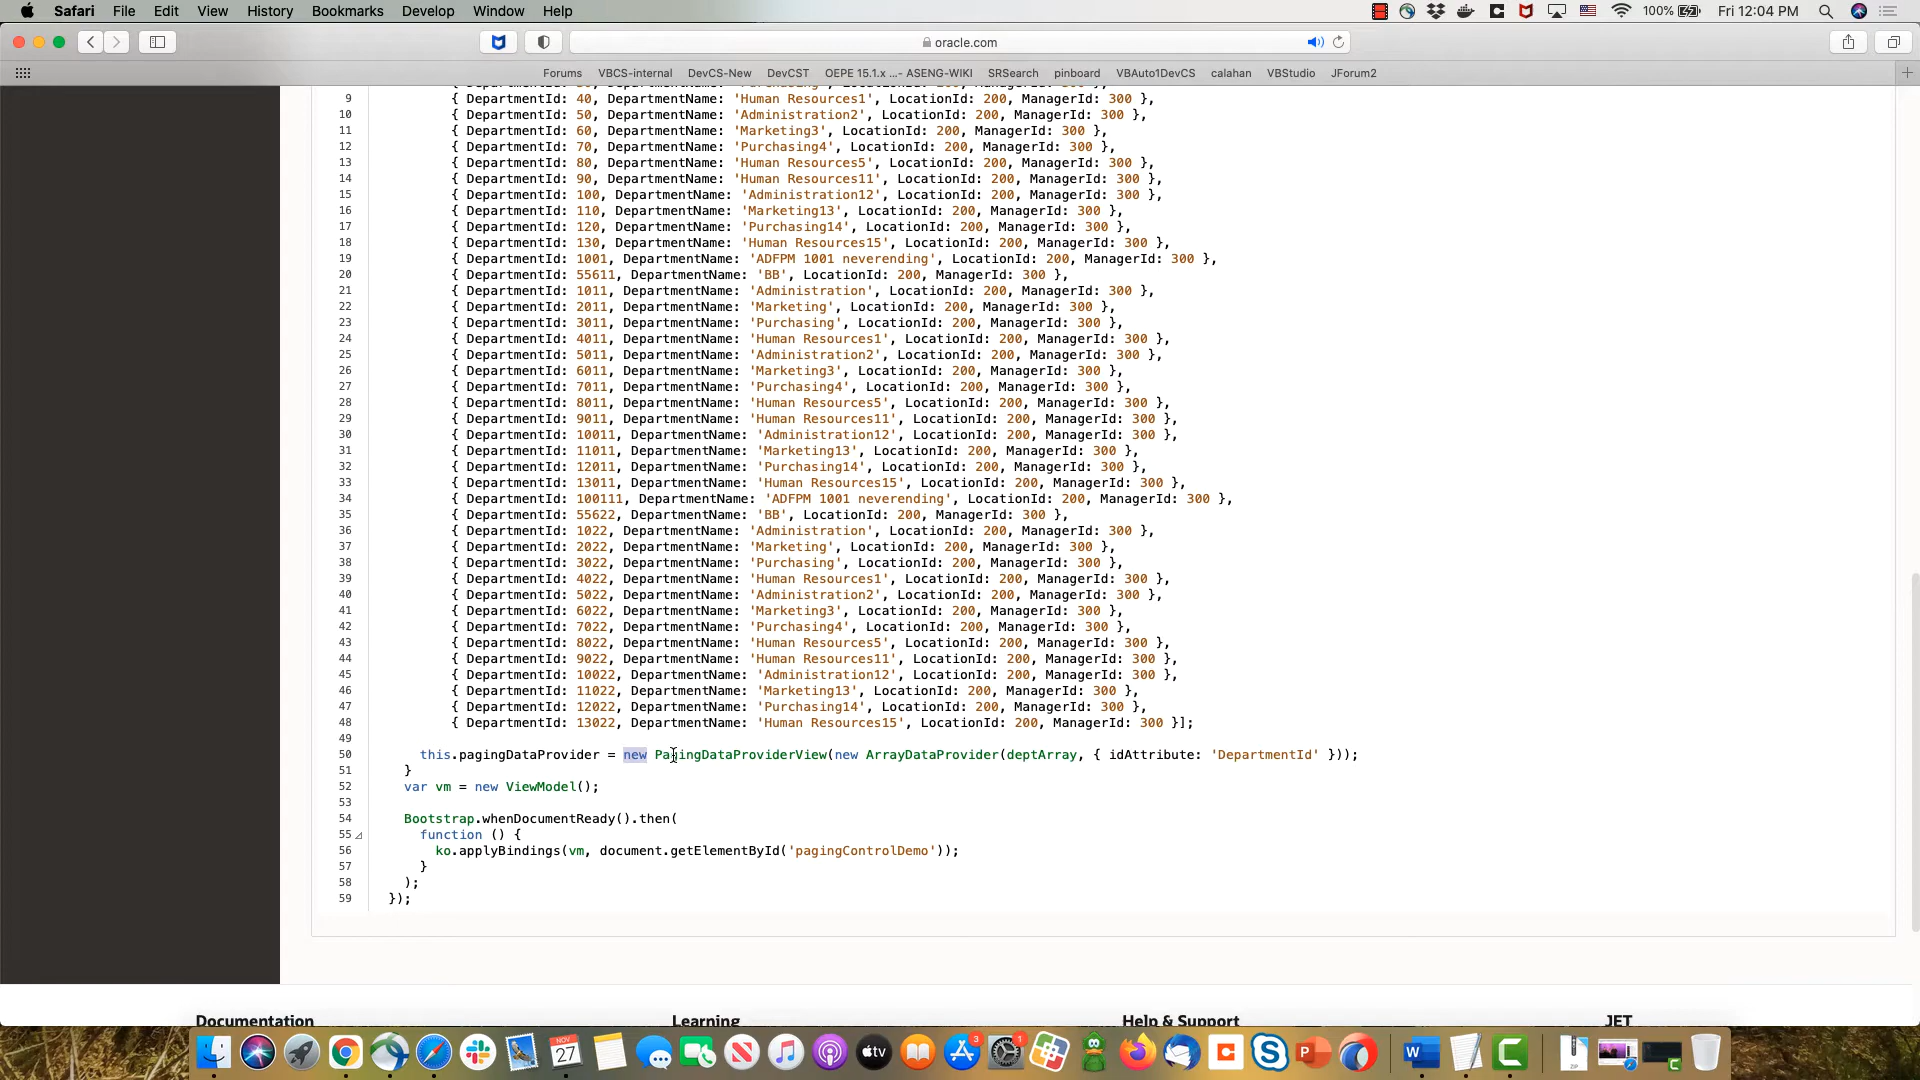 Safari File Edit View History Bookmarks Develop Window Help 100% Fri 12:04 PM
oracle.com
Forums VBCS-internal DevCS-New DevCST OEPE 15.1.x ...- ASENG-WIKI SRSearch pinboard VBAuto1DevCS calahan VBStudio JForum2
9 { DepartmentId: 40, DepartmentName: 'Human Resources1', LocationId: 200, ManagerId: 300 },
10 { DepartmentId: 50, DepartmentName: 'Administration2', LocationId: 200, ManagerId: 300 },
11 { DepartmentId: 60, DepartmentName: 'Marketing3', LocationId: 200, ManagerId: 300 },
12 { DepartmentId: 70, DepartmentName: 'Purchasing4', LocationId: 200, ManagerId: 300 },
13 { DepartmentId: 80, DepartmentName: 'Human Resources5', LocationId: 200, ManagerId: 300 },
14 { DepartmentId: 90, DepartmentName: 'Human Resources11', LocationId: 200, ManagerId: 300 },
15 { DepartmentId: 100, DepartmentName: 'Administration12', LocationId: 200, ManagerId: 300 },
16 { DepartmentId: 110, DepartmentName: 'Marketing13', LocationId: 200, ManagerId: 300 },
17 { DepartmentId: 120, DepartmentName: 'Purchasing14', LocationId: 200, ManagerId: 300 },
18 { DepartmentId: 130, DepartmentName: 'Human Resources15', LocationId: 200, ManagerId: 300 },
19 { DepartmentId: 1001, DepartmentName: 'ADFPM 1001 neverending', LocationId: 200, ManagerId: 300 },
20 { DepartmentId: 55611, DepartmentName: 'BB', LocationId: 200, ManagerId: 300 },
21 { DepartmentId: 1011, DepartmentName: 'Administration', LocationId: 200, ManagerId: 300 },
22 { DepartmentId: 2011, DepartmentName: 'Marketing', LocationId: 200, ManagerId: 300 },
23 { DepartmentId: 3011, DepartmentName: 'Purchasing', LocationId: 200, ManagerId: 300 },
24 { DepartmentId: 4011, DepartmentName: 'Human Resources1', LocationId: 200, ManagerId: 300 },
25 { DepartmentId: 5011, DepartmentName: 'Administration2', LocationId: 200, ManagerId: 300 },
26 { DepartmentId: 6011, DepartmentName: 'Marketing3', LocationId: 200, ManagerId: 300 },
27 { DepartmentId: 7011, DepartmentName: 'Purchasing4', LocationId: 200, ManagerId: 300 },
28 { DepartmentId: 8011, DepartmentName: 'Human Resources5', LocationId: 200, ManagerId: 300 },
29 { DepartmentId: 9011, DepartmentName: 'Human Resources11', LocationId: 200, ManagerId: 300 },
30 { DepartmentId: 10011, DepartmentName: 'Administration12', LocationId: 200, ManagerId: 300 },
31 { DepartmentId: 11011, DepartmentName: 'Marketing13', LocationId: 200, ManagerId: 300 },
32 { DepartmentId: 12011, DepartmentName: 'Purchasing14', LocationId: 200, ManagerId: 300 },
33 { DepartmentId: 13011, DepartmentName: 'Human Resources15', LocationId: 200, ManagerId: 300 },
34 { DepartmentId: 100111, DepartmentName: 'ADFPM 1001 neverending', LocationId: 200, ManagerId: 300 },
35 { DepartmentId: 55622, DepartmentName: 'BB', LocationId: 200, ManagerId: 300 },
36 { DepartmentId: 1022, DepartmentName: 'Administration', LocationId: 200, ManagerId: 300 },
37 { DepartmentId: 2022, DepartmentName: 'Marketing', LocationId: 200, ManagerId: 300 },
38 { DepartmentId: 3022, DepartmentName: 'Purchasing', LocationId: 200, ManagerId: 300 },
39 { DepartmentId: 4022, DepartmentName: 'Human Resources1', LocationId: 200, ManagerId: 300 },
40 { DepartmentId: 5022, DepartmentName: 'Administration2', LocationId: 200, ManagerId: 300 },
41 { DepartmentId: 6022, DepartmentName: 'Marketing3', LocationId: 200, ManagerId: 300 },
42 { DepartmentId: 7022, DepartmentName: 'Purchasing4', LocationId: 200, ManagerId: 300 },
43 { DepartmentId: 8022, DepartmentName: 'Human Resources5', LocationId: 200, ManagerId: 300 },
44 { DepartmentId: 9022, DepartmentName: 'Human Resources11', LocationId: 200, ManagerId: 300 },
45 { DepartmentId: 10022, DepartmentName: 'Administration12', LocationId: 200, ManagerId: 300 },
46 { DepartmentId: 11022, DepartmentName: 'Marketing13', LocationId: 200, ManagerId: 300 },
47 { DepartmentId: 12022, DepartmentName: 'Purchasing14', LocationId: 200, ManagerId: 300 },
48 { DepartmentId: 13022, DepartmentName: 'Human Resources15', LocationId: 200, ManagerId: 300 }];
49
50 this.pagingDataProvider = new PagingDataProviderView(new ArrayDataProvider(deptArray, { idAttribute: 'DepartmentId' }));
51 }
52 var vm = new ViewModel();
53
54 Bootstrap.whenDocumentReady().then(
55 function () {
56 ko.applyBindings(vm, document.getElementById('pagingControlDemo'));
57 }
58 );
59 });
Documentation Learning Help & Support JET
NOV 27 3 1